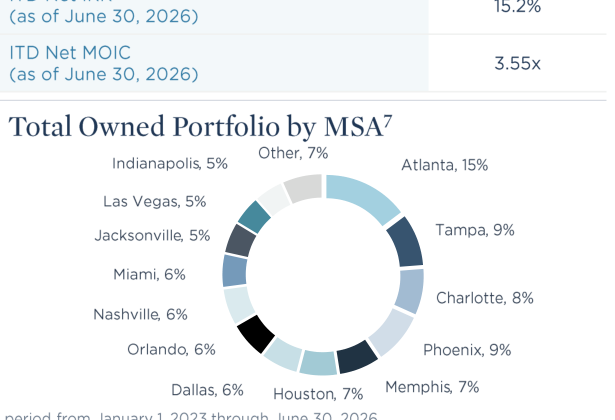 (as of June 30, 2026)
15.2%
ITD Net MOIC
(as of June 30, 2026)
3.55x
Total Owned Portfolio by MSA7
Other, 7%
Indianapolis, 5%
Atlanta, 15%
Las Vegas, 5%
Tampa, 9%
Jacksonville, 5%
Miami, 6%
Charlotte, 8%
Nashville, 6%
Orlando, 6%
Phoenix, 9%
Dallas, 6%
Houston, 7%
Memphis, 7%
period from January 1, 2023 through June 30, 2026